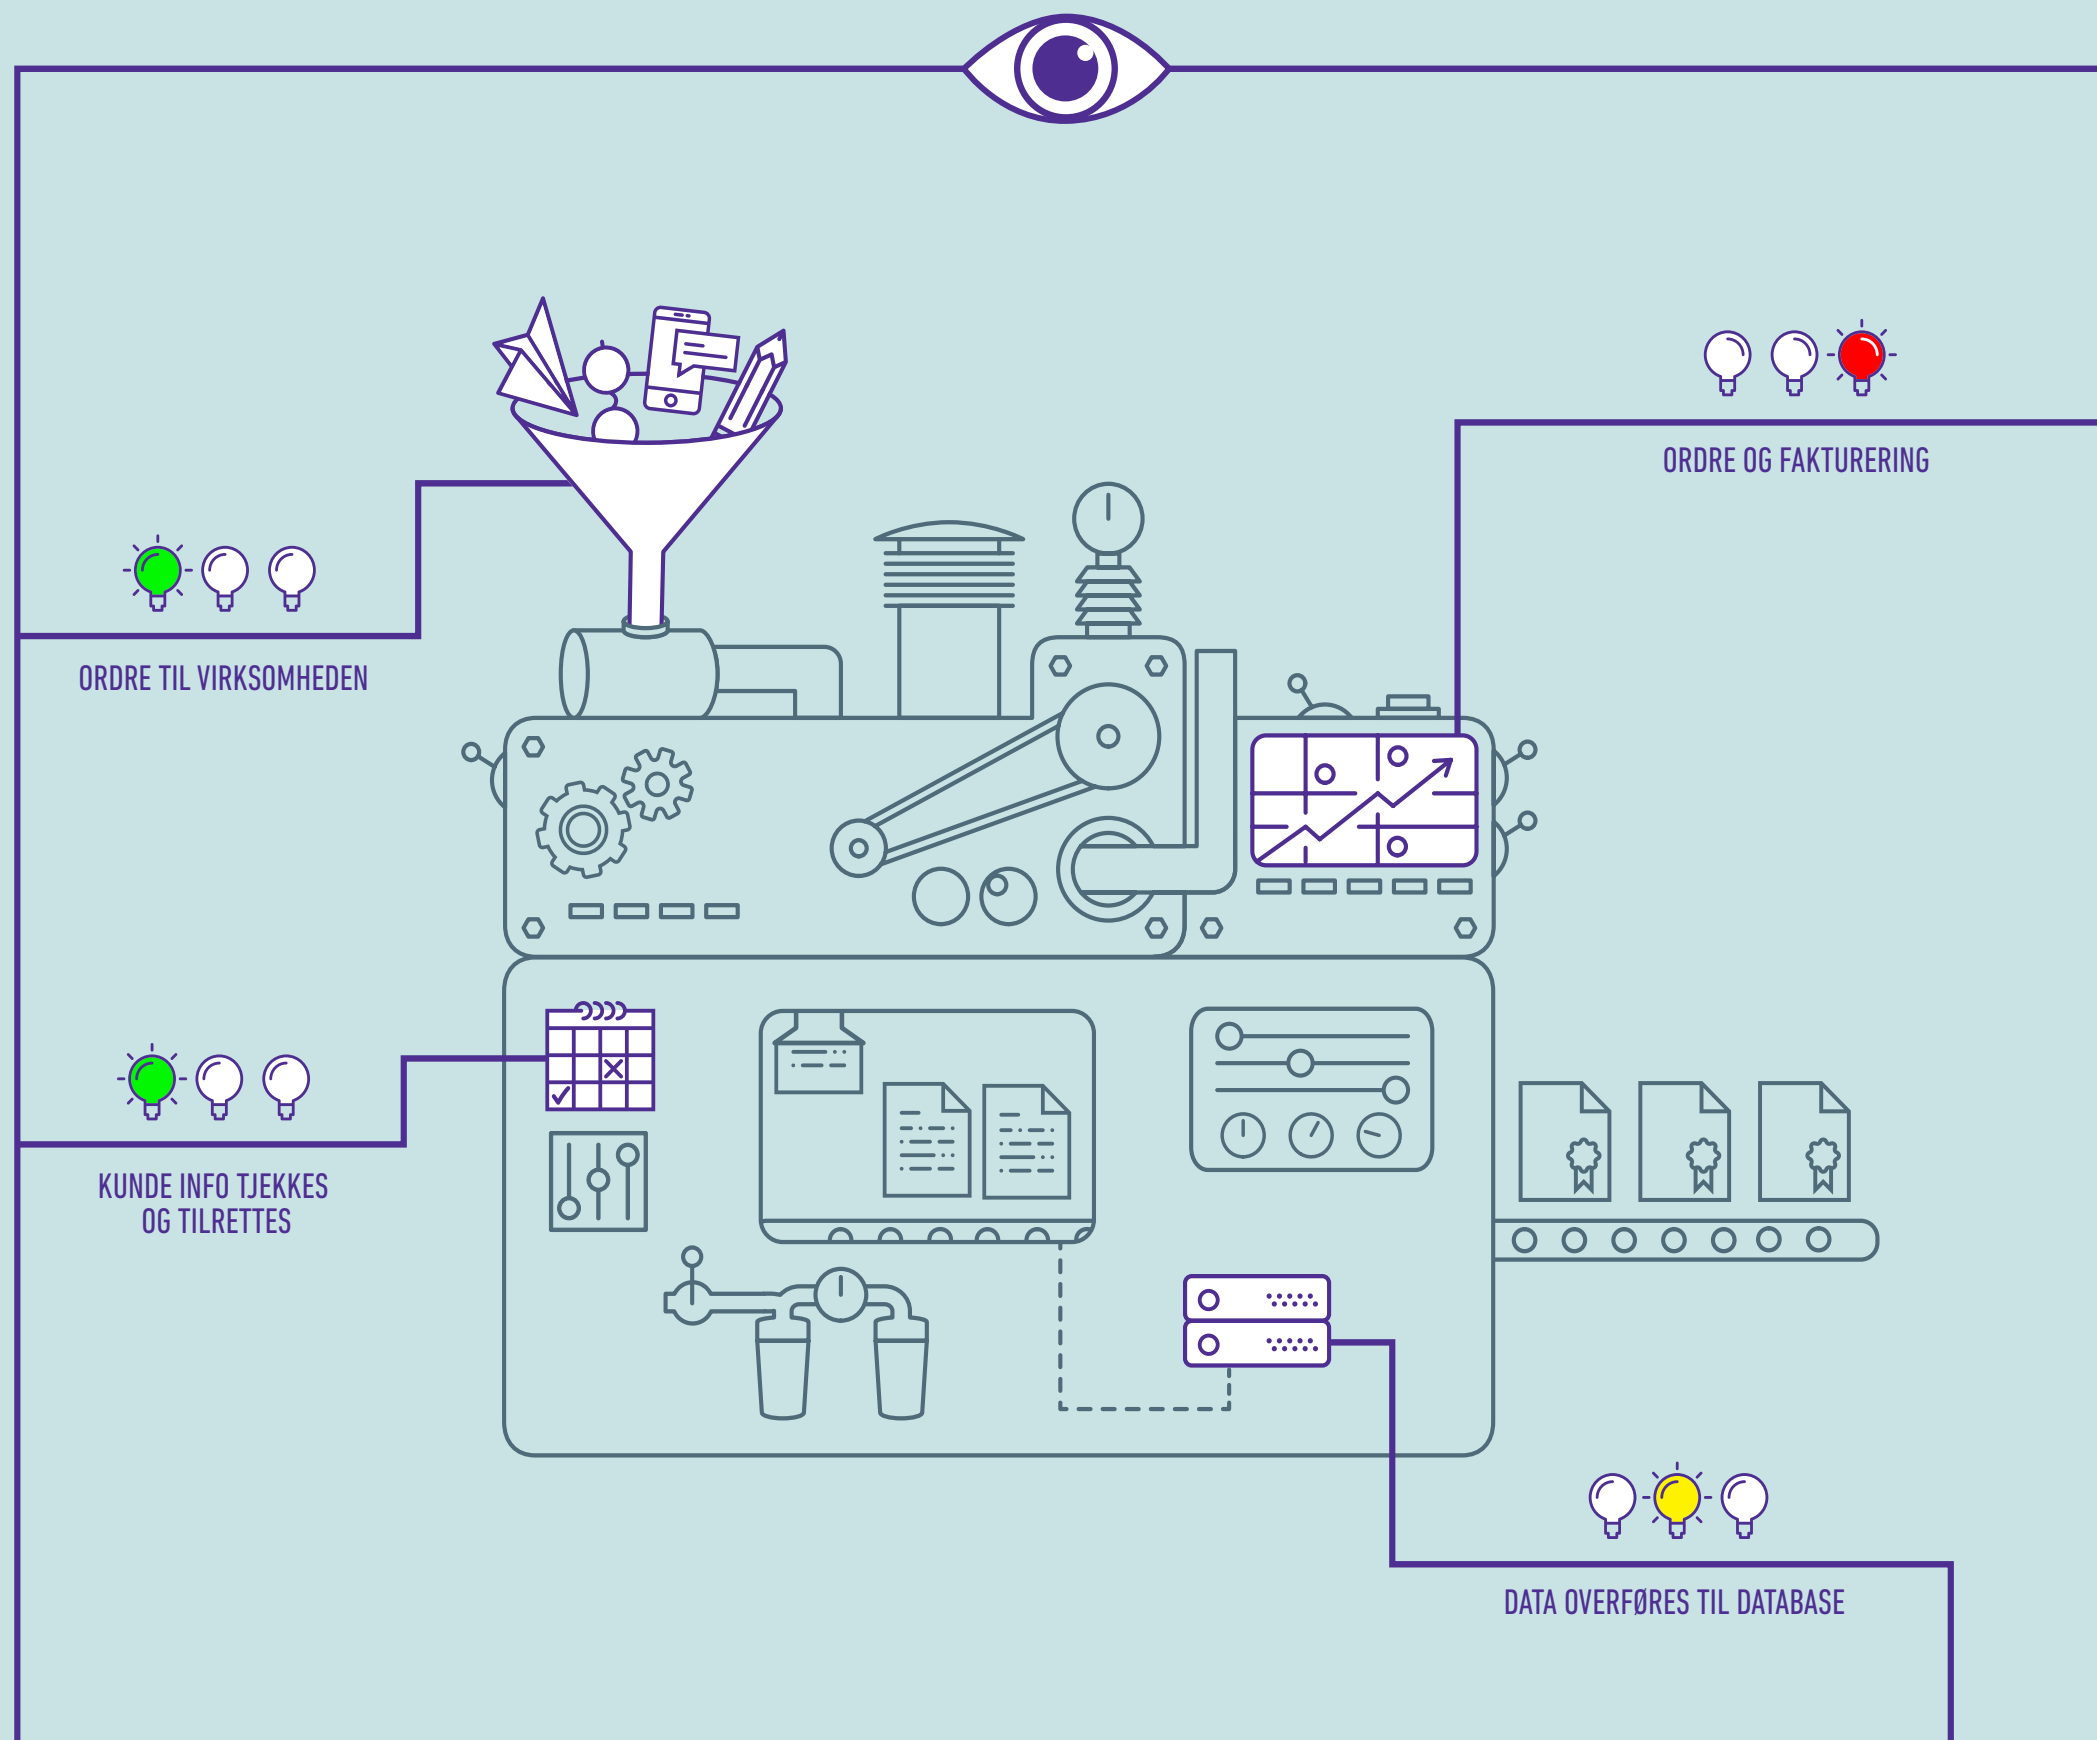 ORDRE OG FAKTURERING
ORDRE TIL VIRKSOMHEDEN
KUNDE INFO TJEKKES
OG TILRETTES
DATA OVERFØRES TIL DATABASE